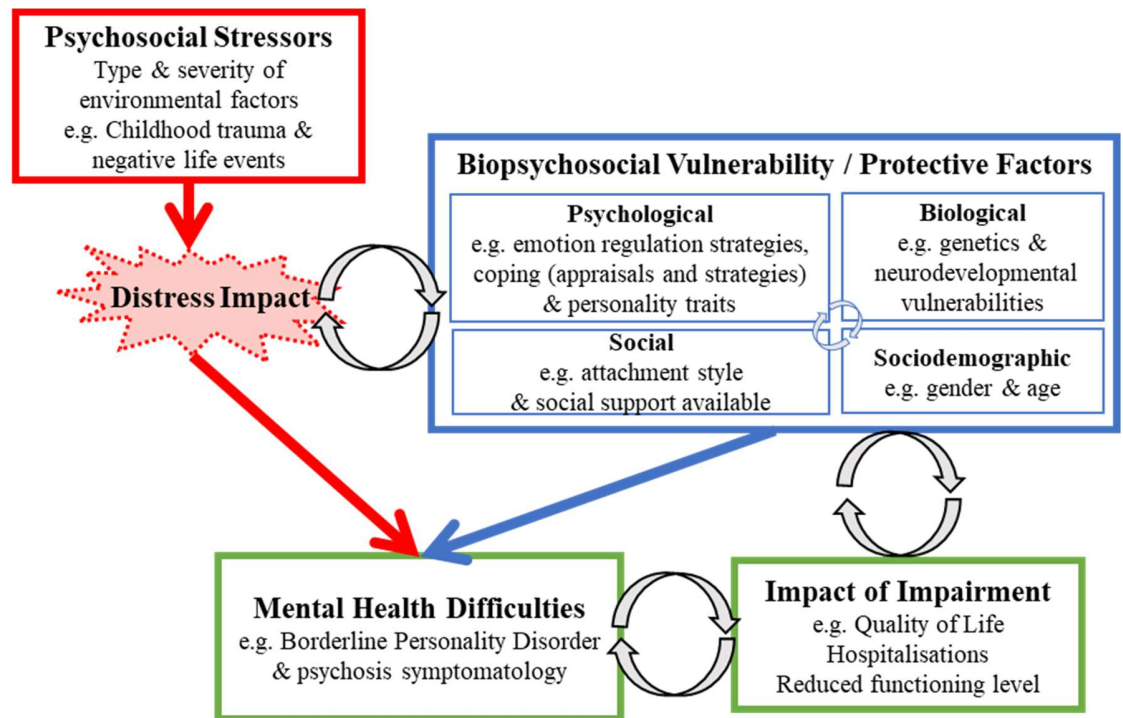 Psychosocial Stressors
Type & severity of
environmental factors
e.g. Childhood trauma &
negative life events
Distress Impact
Biopsychosocial Vulnerability / Protective Factors
Psychological
e.g. emotion regulation strategies,
coping (appraisals and strategies)
& personality traits
Biological
e.g. genetics &
neurodevelopmental
vulnerabilities
Social
e.g. attachment style
& social support available
Sociodemographic
e.g. gender & age
Mental Health Difficulties
e.g. Borderline Personality Disorder
& psychosis symptomatology
Impact of Impairment
e.g. Quality of Life
Hospitalisations
Reduced functioning level